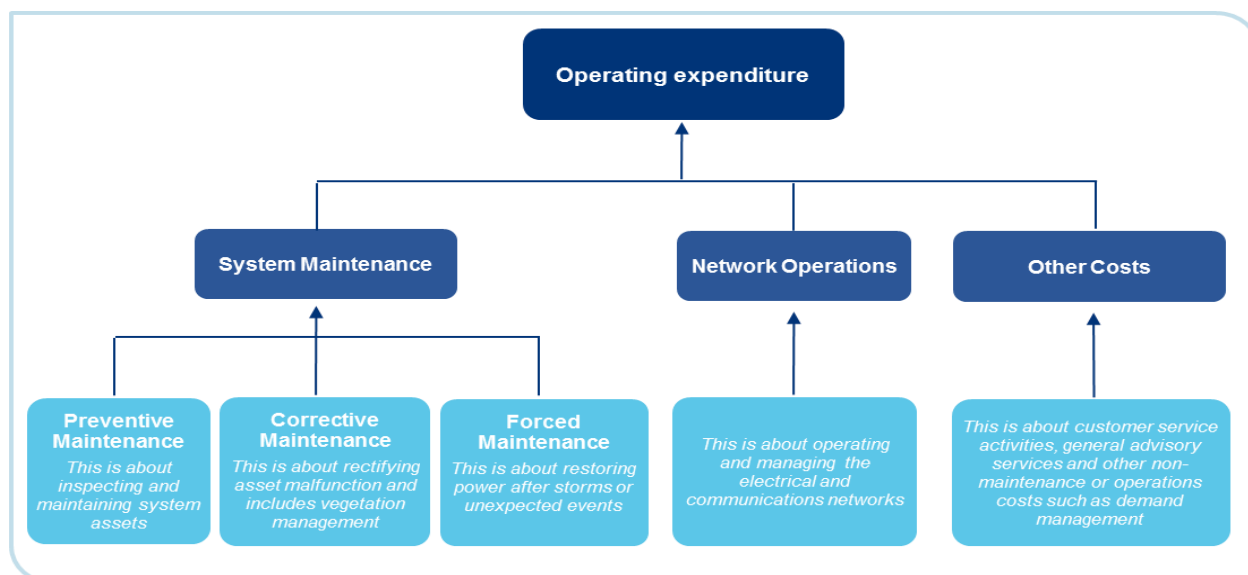 Operating expenditure
System Maintenance
Network Operations
Other Costs
Preventive
Maintenance
This is about
inspecting and
maintaining system
assets
Corrective
Maintenance
This is about rectifying
asset malfunction and
includes vegetation
management
Forced
Maintenance
This is about restoring
power after storms or
unexpected events
This is about operating
and managing the
electrical and
communications networks
This is about customer service
activities, general advisory
services and other non-
maintenance or operations
costs such as demand
management